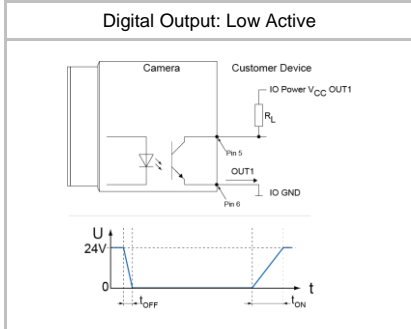 Digital Output: Low Active
Camera
Customer Device
IO Power VCC OUT1
RL
Pin 5
OUT1
IO GND
Pin 6
U
24V
0
t
tOFF
tON